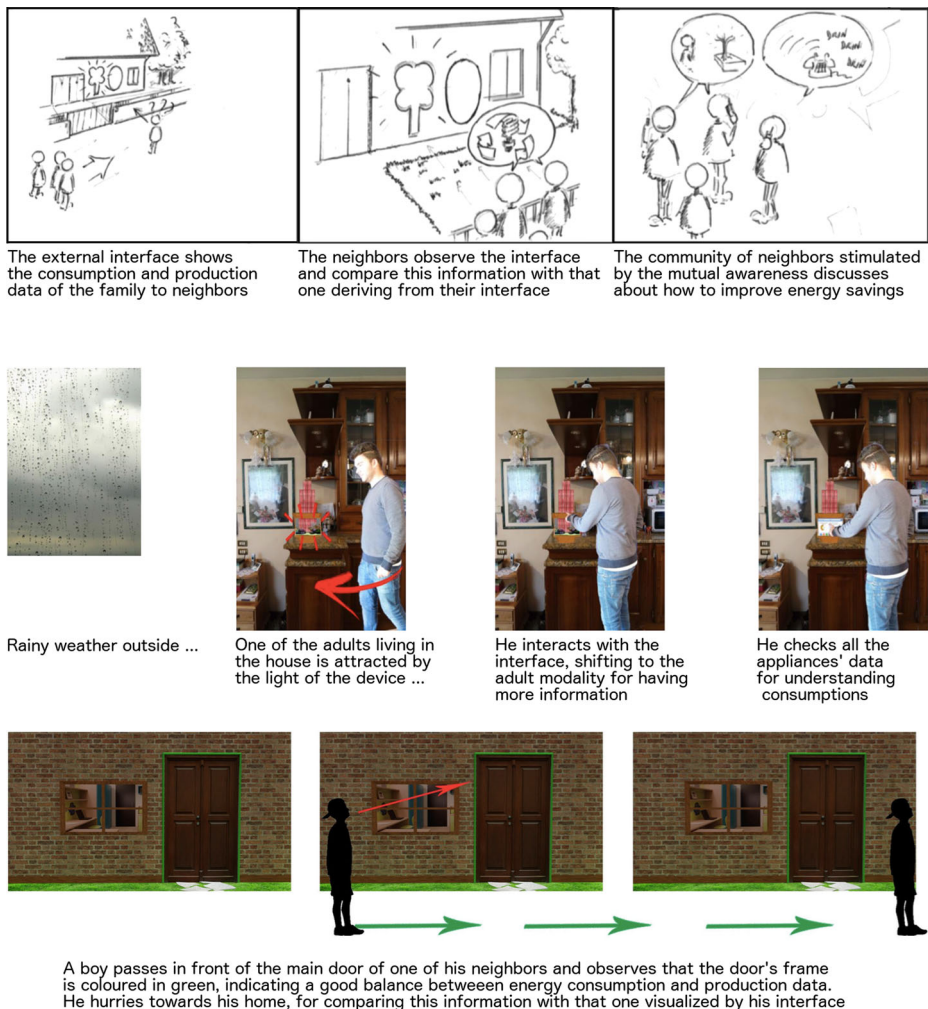 DRIIN
DRIIN
DRIIN
The external interface shows
the consumption and production
data of the family to neighbors
The neighbors observe the interface
and compare this information with that
one deriving from their interface
The community of neighbors stimulated
by the mutual awareness discusses
about how to improve energy savings
Rainy weather outside ...
One of the adults living in
the house is attracted by
the light of the device ...
He interacts with the
interface, shifting to the
adult modality for having
more information
He checks all the
appliances' data
for understanding
consumptions
A boy passes in front of the main door of one of his neighbors and observes that the door's frame
is coloured in green, indicating a good balance betweeen energy consumption and production data.
He hurries towards his home, for comparing this information with that one visualized by his interface